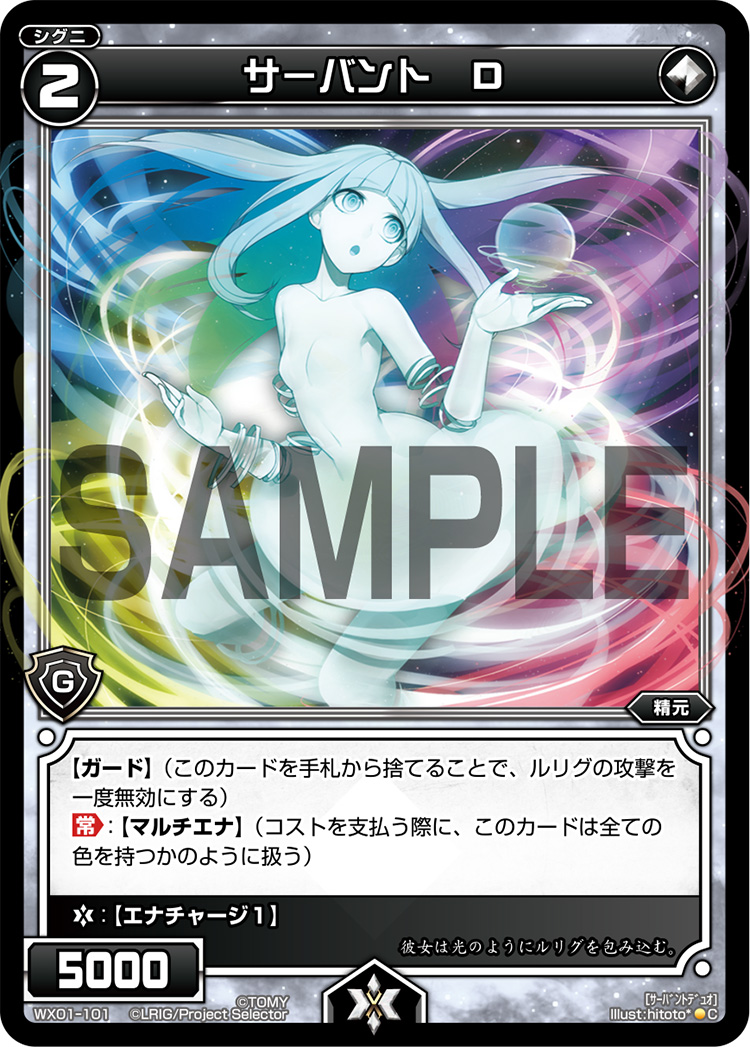 シグニ
2
サーバント D
SAMPLE
G
精元
【ガード】（このカードを手札から捨てることで、ルリグの攻撃を
一度無効にする）
常：【マルチエナ】（コストを支払う際に、このカードは全ての
色を持つかのように扱う）
：【エナチャージ１】
彼女は光のようにルリグを包み込む。
5000
WX01-101 ©LRIG/Project Selector
©TOMY
[サーバントデュオ]
Illust:hitoto* C